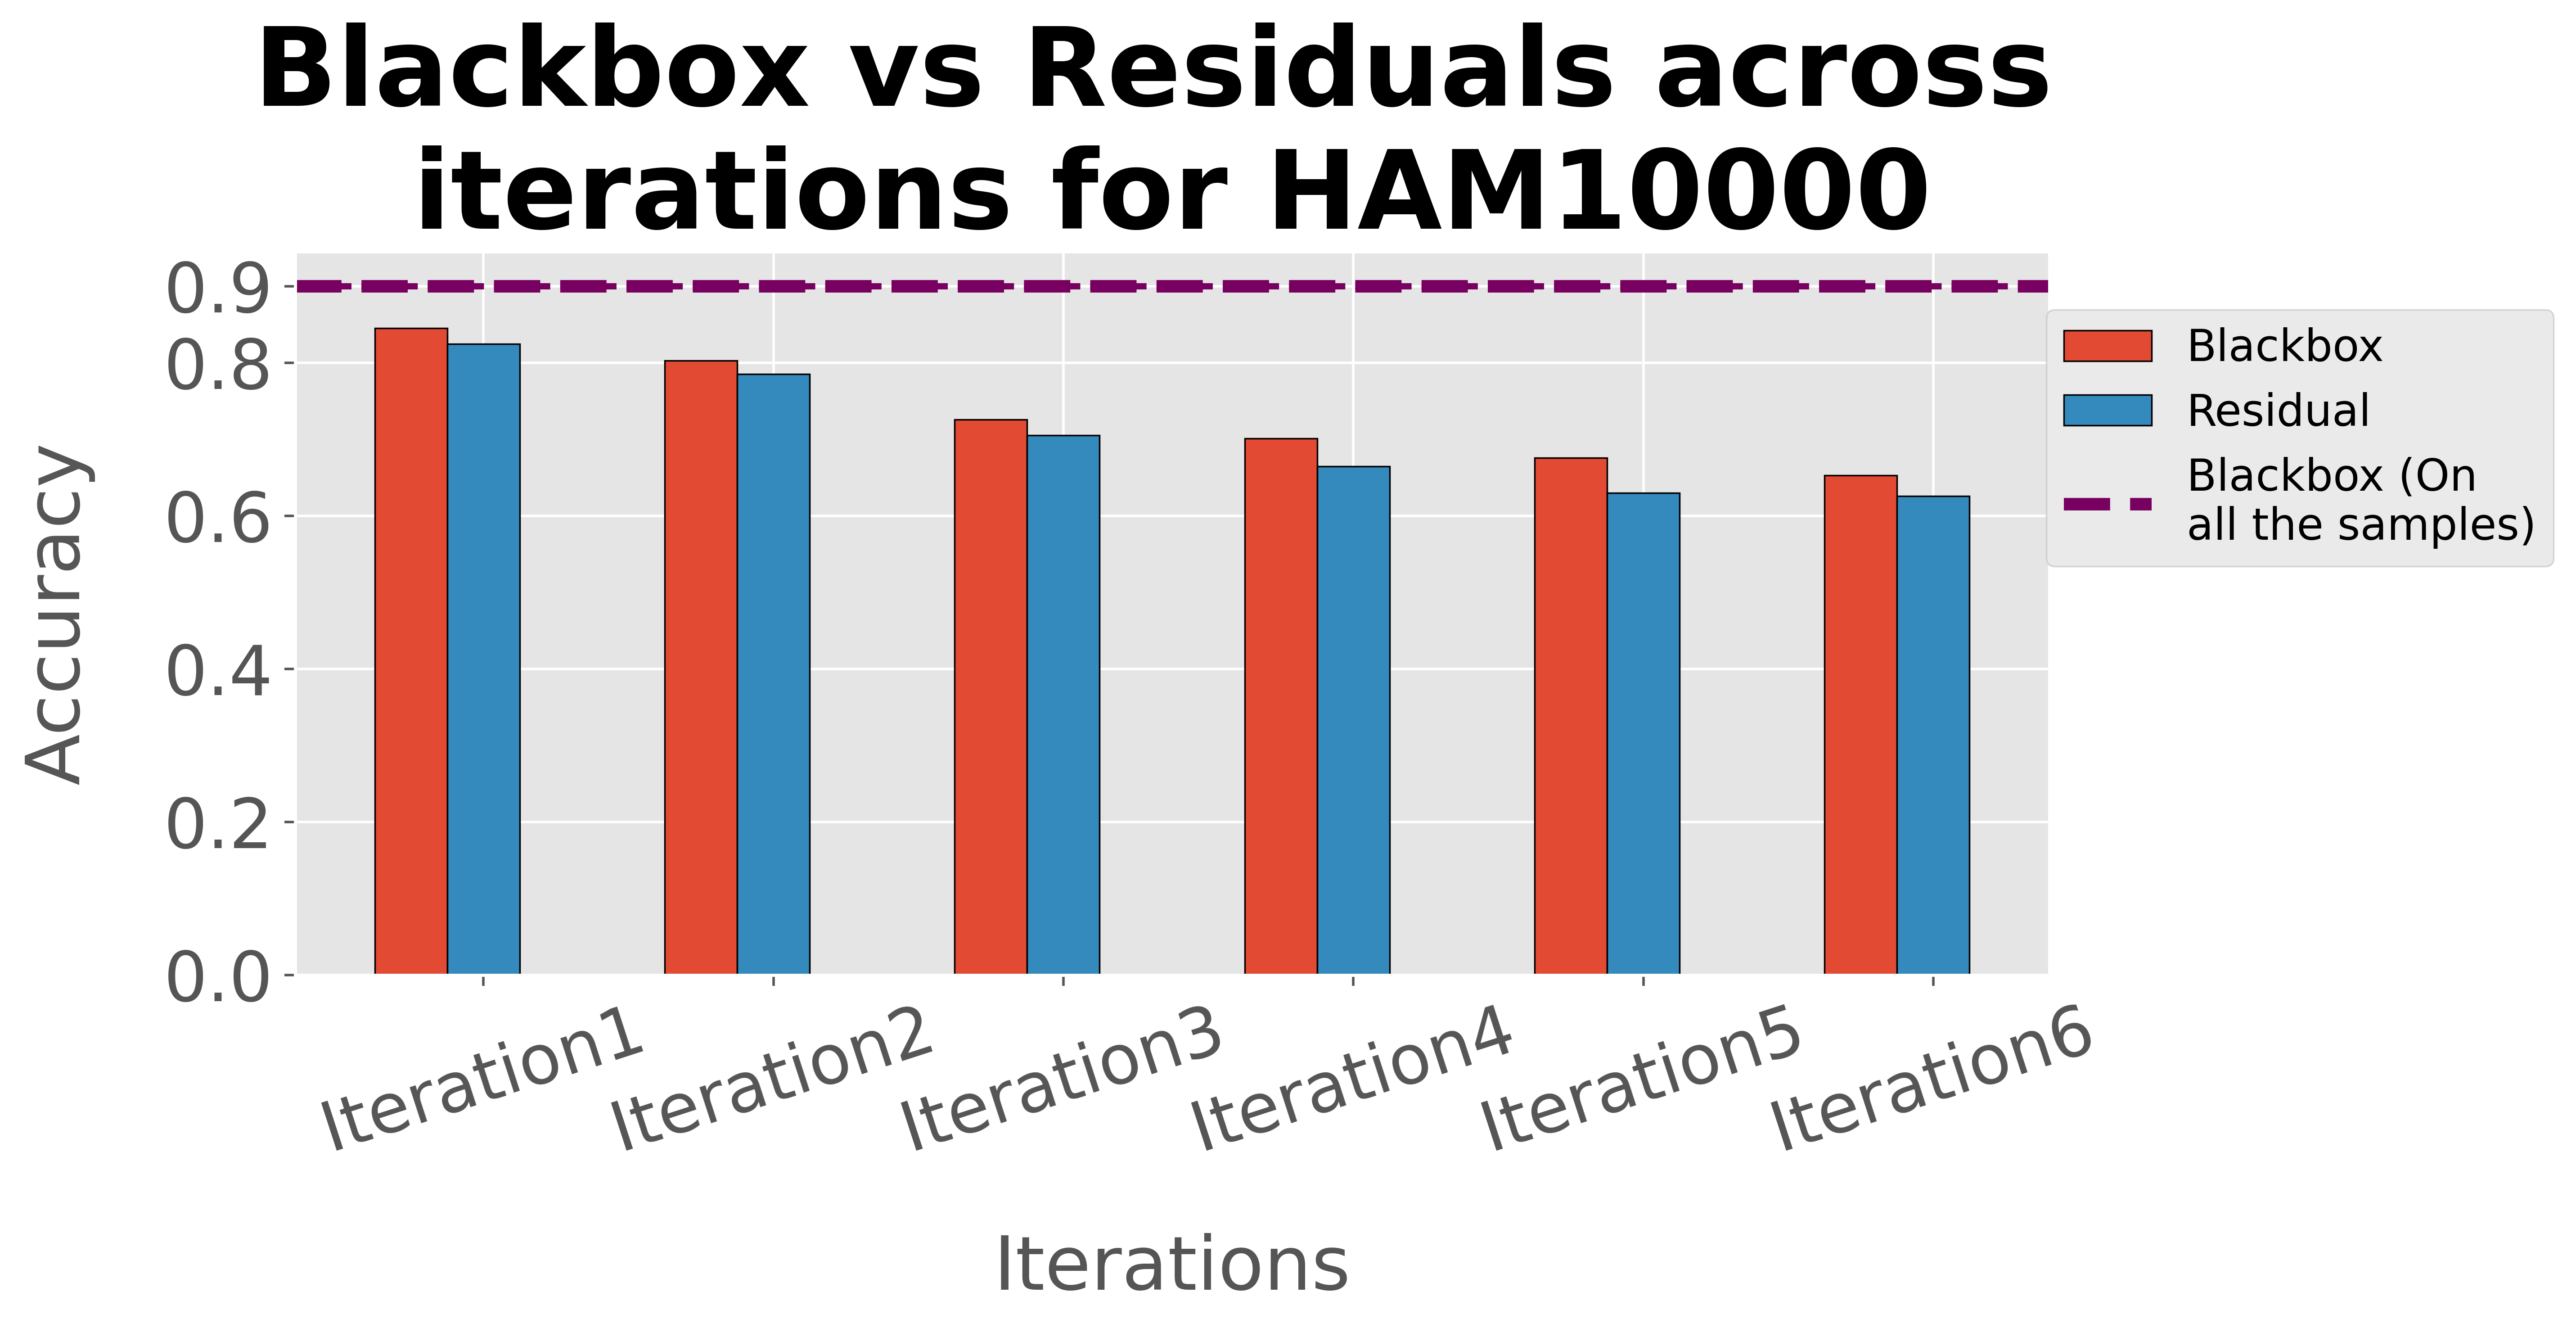 Blackbox vs Residuals across
iterations for HAM10000
0.9
0.8
0.6
0.4
0.2
0.0
Accuracy
Blackbox
Residual
Blackbox (On
all the samples)
Iteration1
Iteration2
Iteration3
Iteration4
Iteration5
Iteration6
Iterations